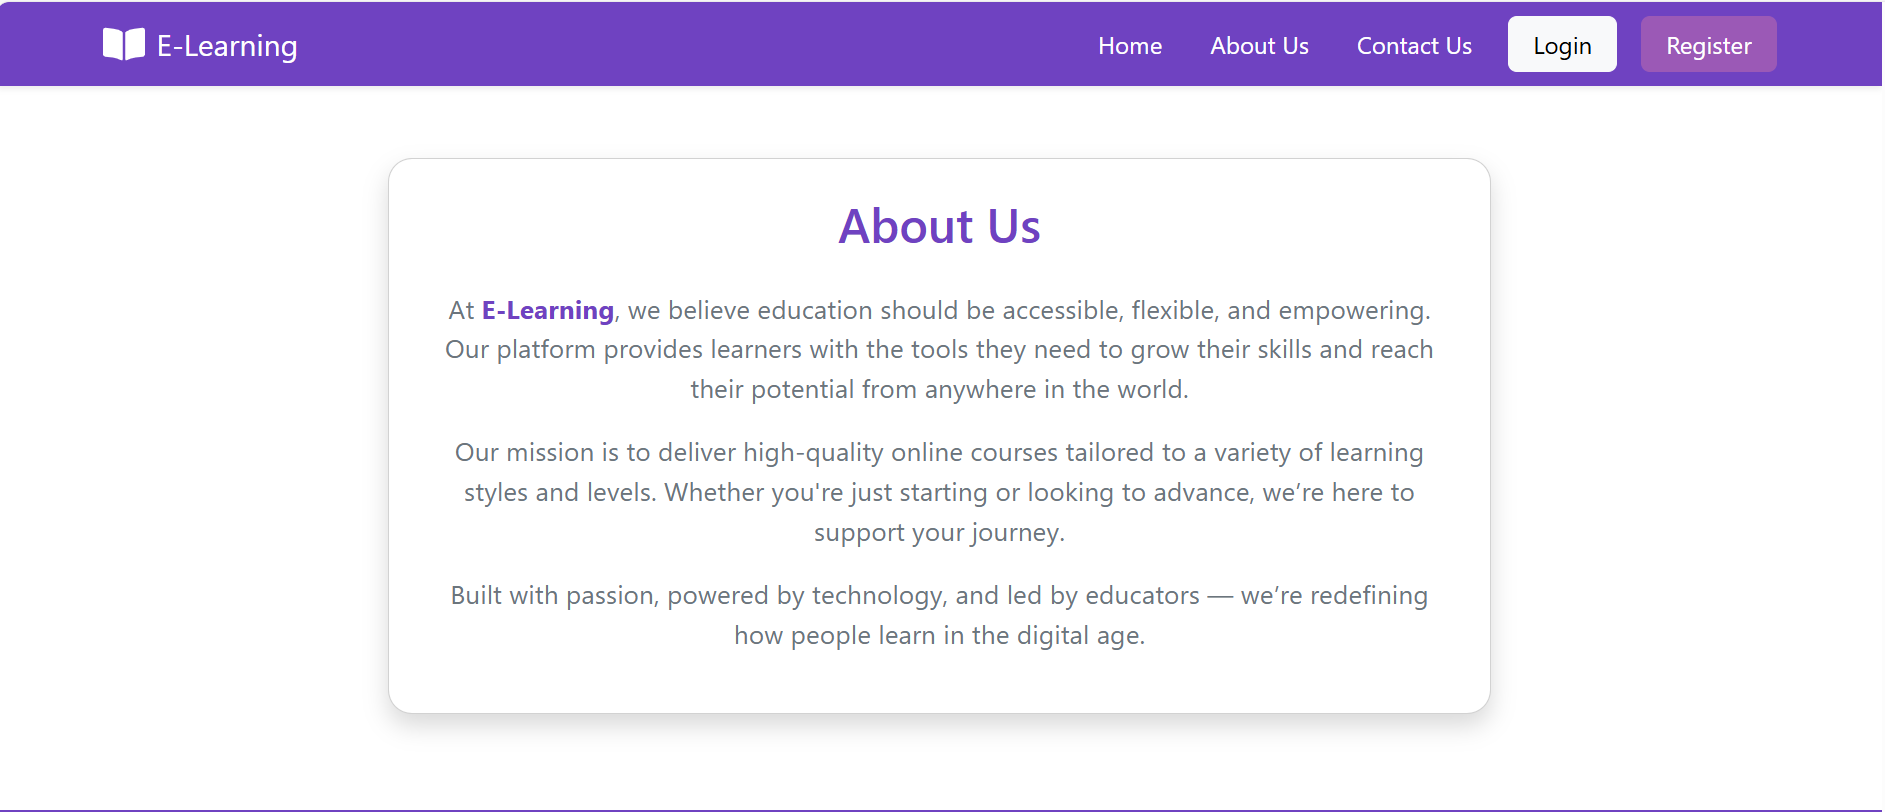 E-Learning
Home
About Us
Contact Us
Login
Register
About Us
At E-Learning, we believe education should be accessible, flexible, and empowering.
Our platform provides learners with the tools they need to grow their skills and reach
their potential from anywhere in the world.
Our mission is to deliver high-quality online courses tailored to a variety of learning
styles and levels. Whether you're just starting or looking to advance, we’re here to
support your journey.
Built with passion, powered by technology, and led by educators — we’re redefining
how people learn in the digital age.